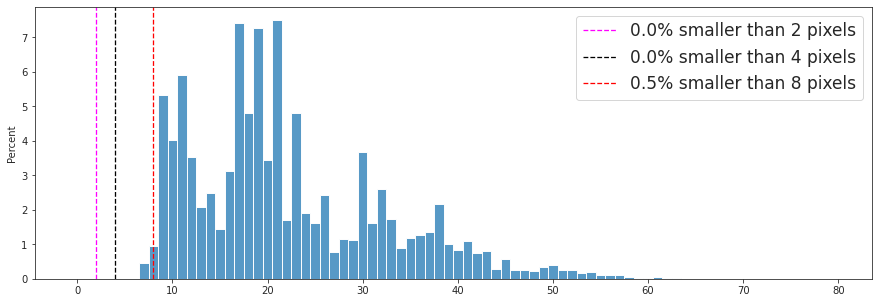 0.0% smaller than 2 pixels
0.0% smaller than 4 pixels
0.5% smaller than 8 pixels
Percent
7
6
5
4
3
2
1
0
0 10 20 30 40 50 60 70 80